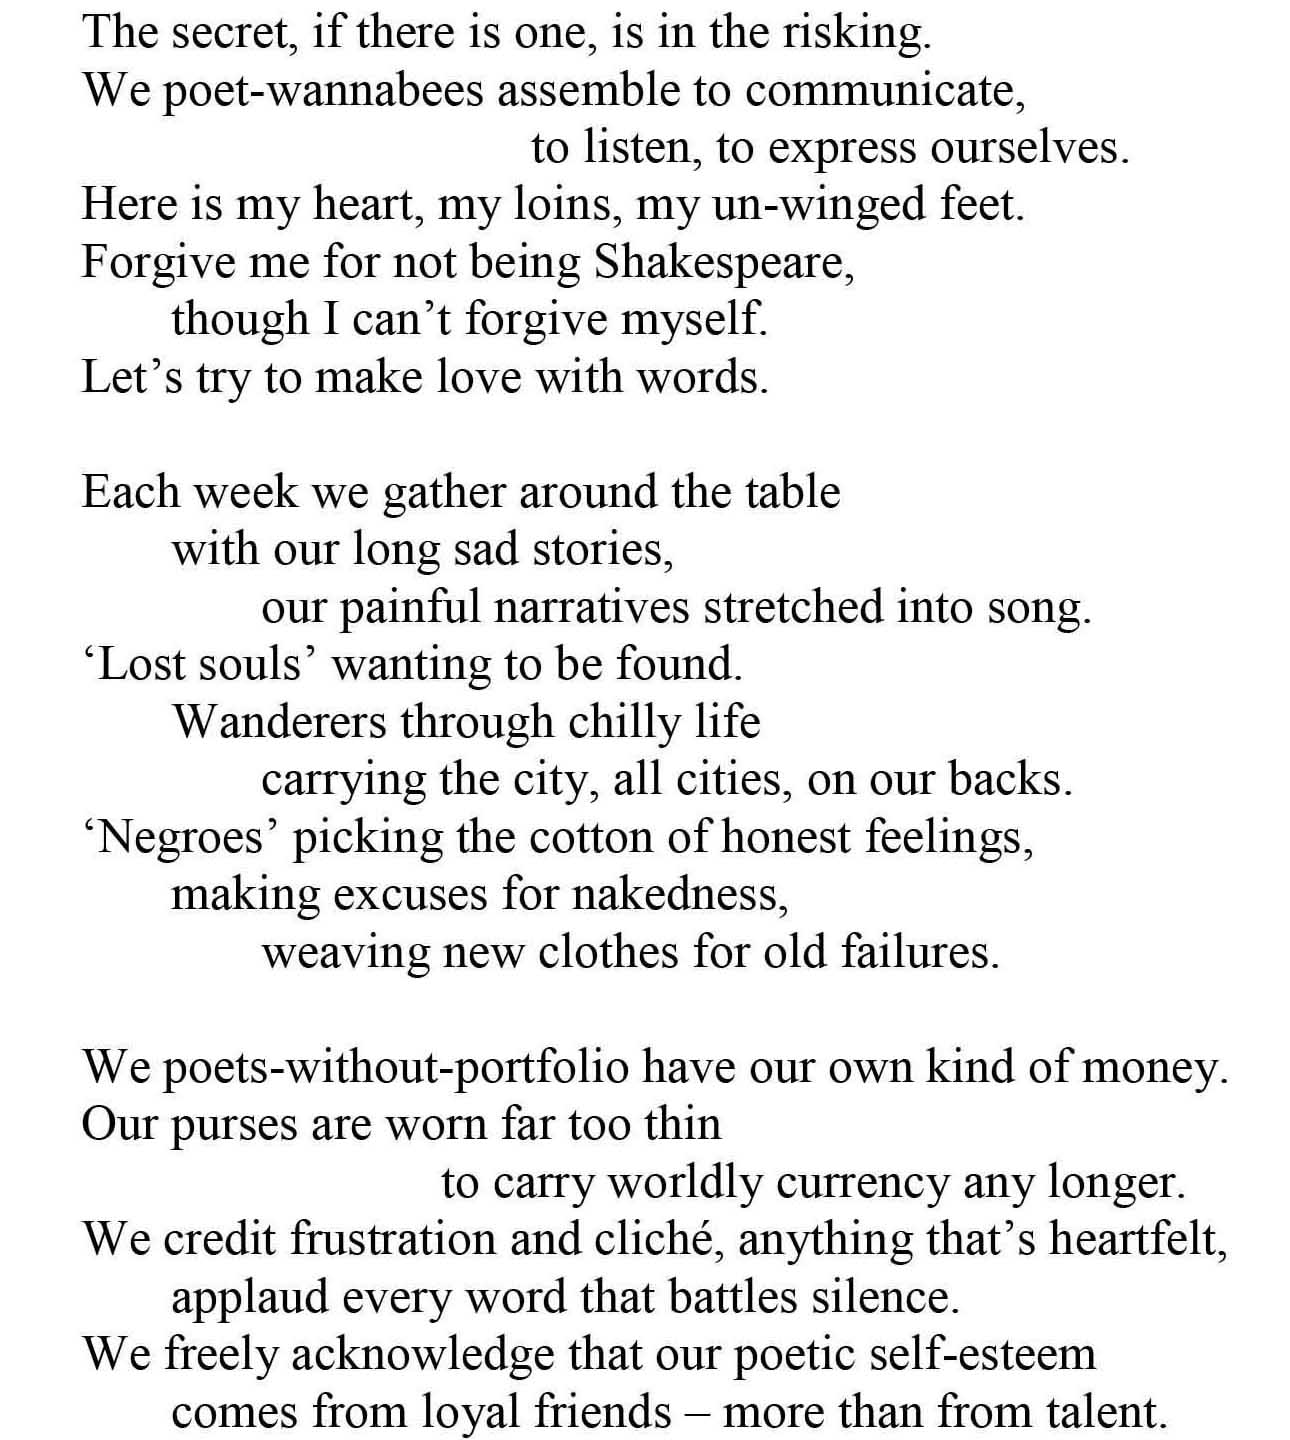 The secret, if there is one, is in the risking.
We poet-wannabees assemble to communicate,
to listen, to express ourselves.
Here is my heart, my loins, my un-winged feet.
Forgive me for not being Shakespeare,
though I can’t forgive myself.
Let’s try to make love with words.

Each week we gather around the table
with our long sad stories,
our painful narratives stretched into song.
‘Lost souls’ wanting to be found.
Wanderers through chilly life
carrying the city, all cities, on our backs.
‘Negroes’ picking the cotton of honest feelings,
making excuses for nakedness,
weaving new clothes for old failures.

We poets-without-portfolio have our own kind of money.
Our purses are worn far too thin
to carry worldly currency any longer.
We credit frustration and cliché, anything that’s heartfelt,
applaud every word that battles silence.
We freely acknowledge that our poetic self-esteem
comes from loyal friends – more than from talent.